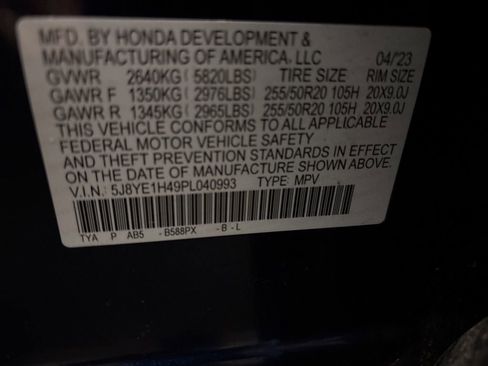 MFD. BY HONDA DEVELOPMENT &
MANUFACTURING OF AMERICA, LLC 04/'23
GVWR 2640KG ( 5820LBS) TIRE SIZE RIM SIZE
GAWR F 1350KG ( 2976LBS) 255/50R20 105H 20X9.0J
GAWR R 1345KG ( 2965LBS) 255/50R20 105H 20X9.0J
THIS VEHICLE CONFORMS TO ALL APPLICABLE
FEDERAL MOTOR VEHICLE SAFETY
AND THEFT PREVENTION STANDARDS IN EFFECT
ON THE DATE OF MANUFACTURE SHOWN ABOVE.
V.I.N.: 5J8YE1H49PL040993 TYPE: MPV
TYA P AB5 -B588PX -B-L